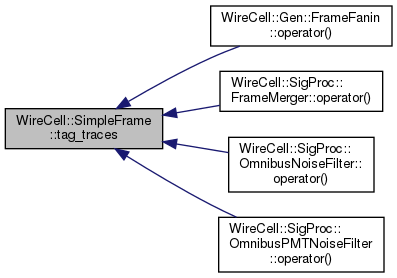 WireCell::Gen::FrameFanin
::operator()
WireCell::SigProc::
FrameMerger::operator()
WireCell::SimpleFrame
::tag_traces
WireCell::SigProc::
OmnibusNoiseFilter::
operator()
WireCell::SigProc::
OmnibusPMTNoiseFilter
::operator()